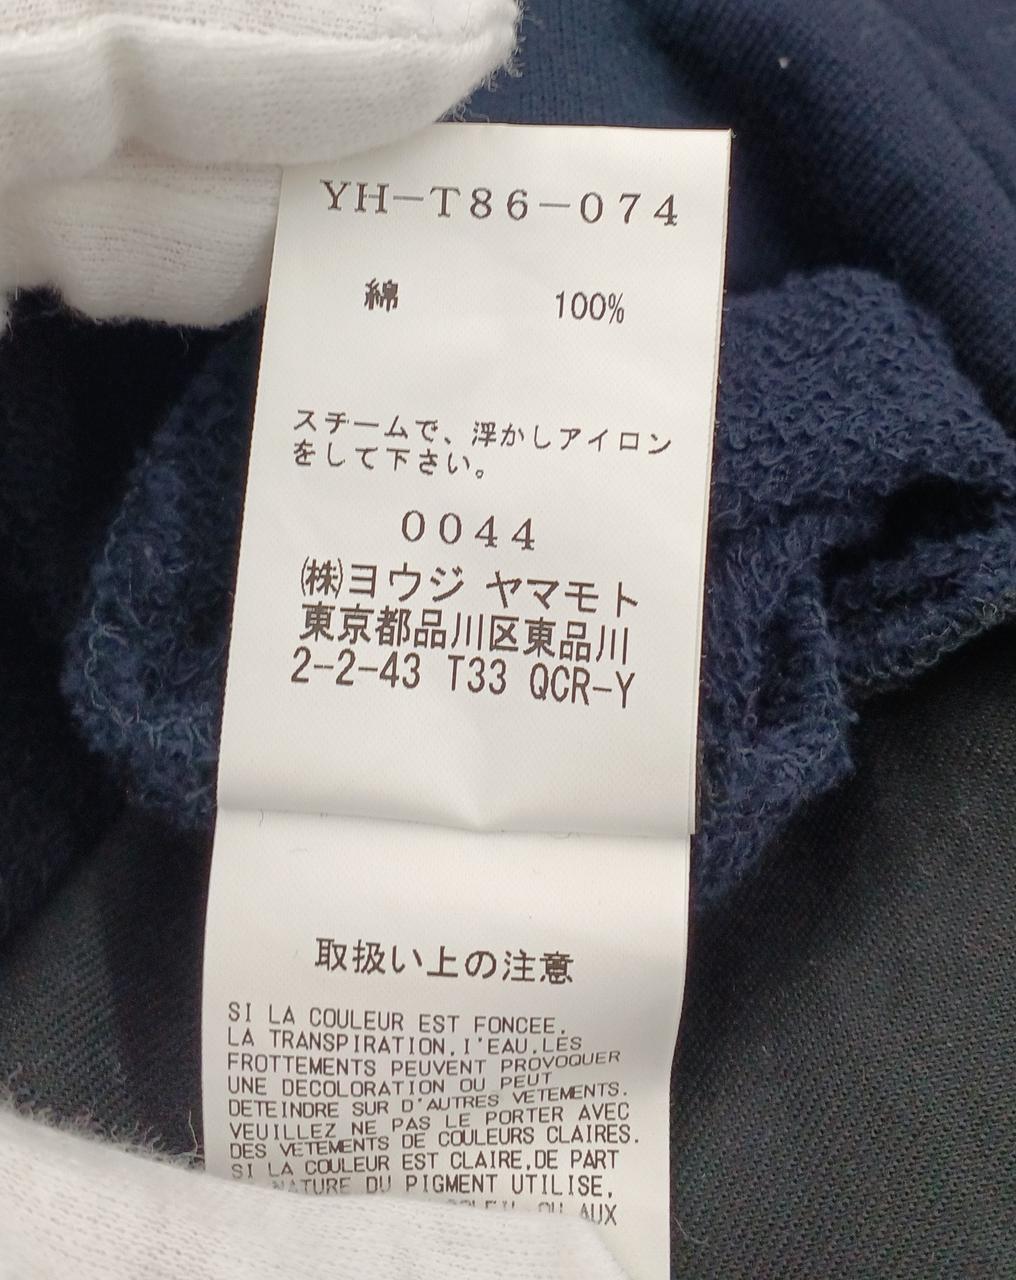 YH-T86-074
綿 100%
スチームで、浮かしアイロン
をして下さい。
0044
㈱ヨウジ ヤマモト
東京都品川区東品川
2-2-43 T33 QCR-Y
取扱い上の注意
SI LA COULEUR EST FONCEE.
LA TRANSPIRATION,I'EAU,LES
FROTTEMENTS PEUVENT PROVOQUER
UNE DECOLORATION OU PEUT
DETEINDRE SUR D'AUTRES VETEMENTS.
VEUILLEZ NE PAS LE PORTER AVEC
DES VETEMENTS DE COULEURS CLAIRES.
SI LA COULEUR EST CLAIRE,DE PART
NATURE DU PIGMENT UTILISE,
OU AUX